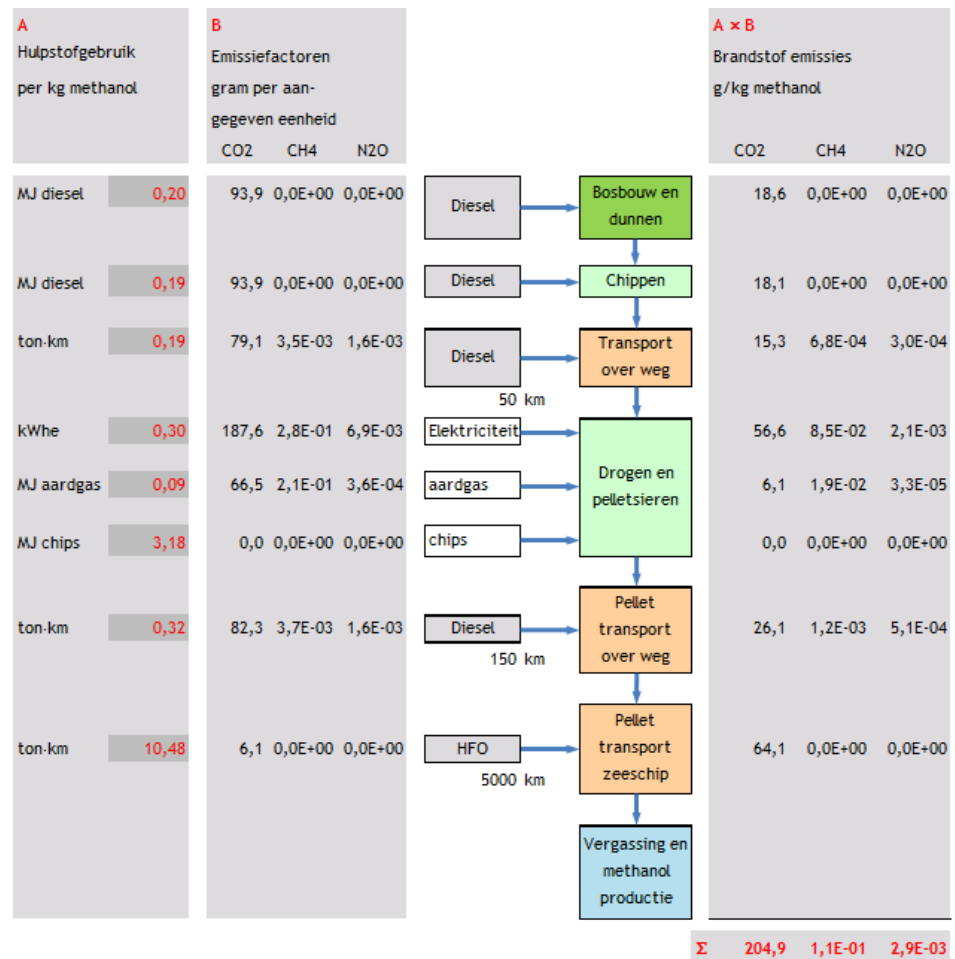 A
Hulpstofgebruik
per kg methanol
B
Emissiefactoren
gram per aan-
gegeven eenheid
CO2 CH4 N2O
A × B
Brandstof emissies
g/kg methanol
CO2 CH4 N2O
MJ diesel 0,20 93,9 0,0E+00 0,0E+00
Diesel
Bosbouw en
dunnen
18,6 0,0E+00 0,0E+00
MJ diesel 0,19 93,9 0,0E+00 0,0E+00 Diesel Chippen 18,1 0,0E+00 0,0E+00
ton·km 0,19 79,1 3,5E-03 1,6E-03
Diesel
50 km
Transport
over weg
15,3 6,8E-04 3,0E-04
kWhe 0,30 187,6 2,8E-01 6,9E-03 Elektriciteit 56,6 8,5E-02 2,1E-03
Drogen en
pelletsieren
MJ aardgas 0,09 66,5 2,1E-01 3,6E-04 aardgas 6,1 1,9E-02 3,3E-05
MJ chips 3,18 0,0 0,0E+00 0,0E+00 chips 0,0 0,0E+00 0,0E+00
ton·km 0,32 82,3 3,7E-03 1,6E-03 Diesel
150 km
Pellet
transport
over weg
26,1 1,2E-03 5,1E-04
ton·km 10,48 6,1 0,0E+00 0,0E+00 HFO
5000 km
Pellet
transport
zeeschip
64,1 0,0E+00 0,0E+00
Vergassing en
methanol
productie
Σ 204,9 1,1E-01 2,9E-03